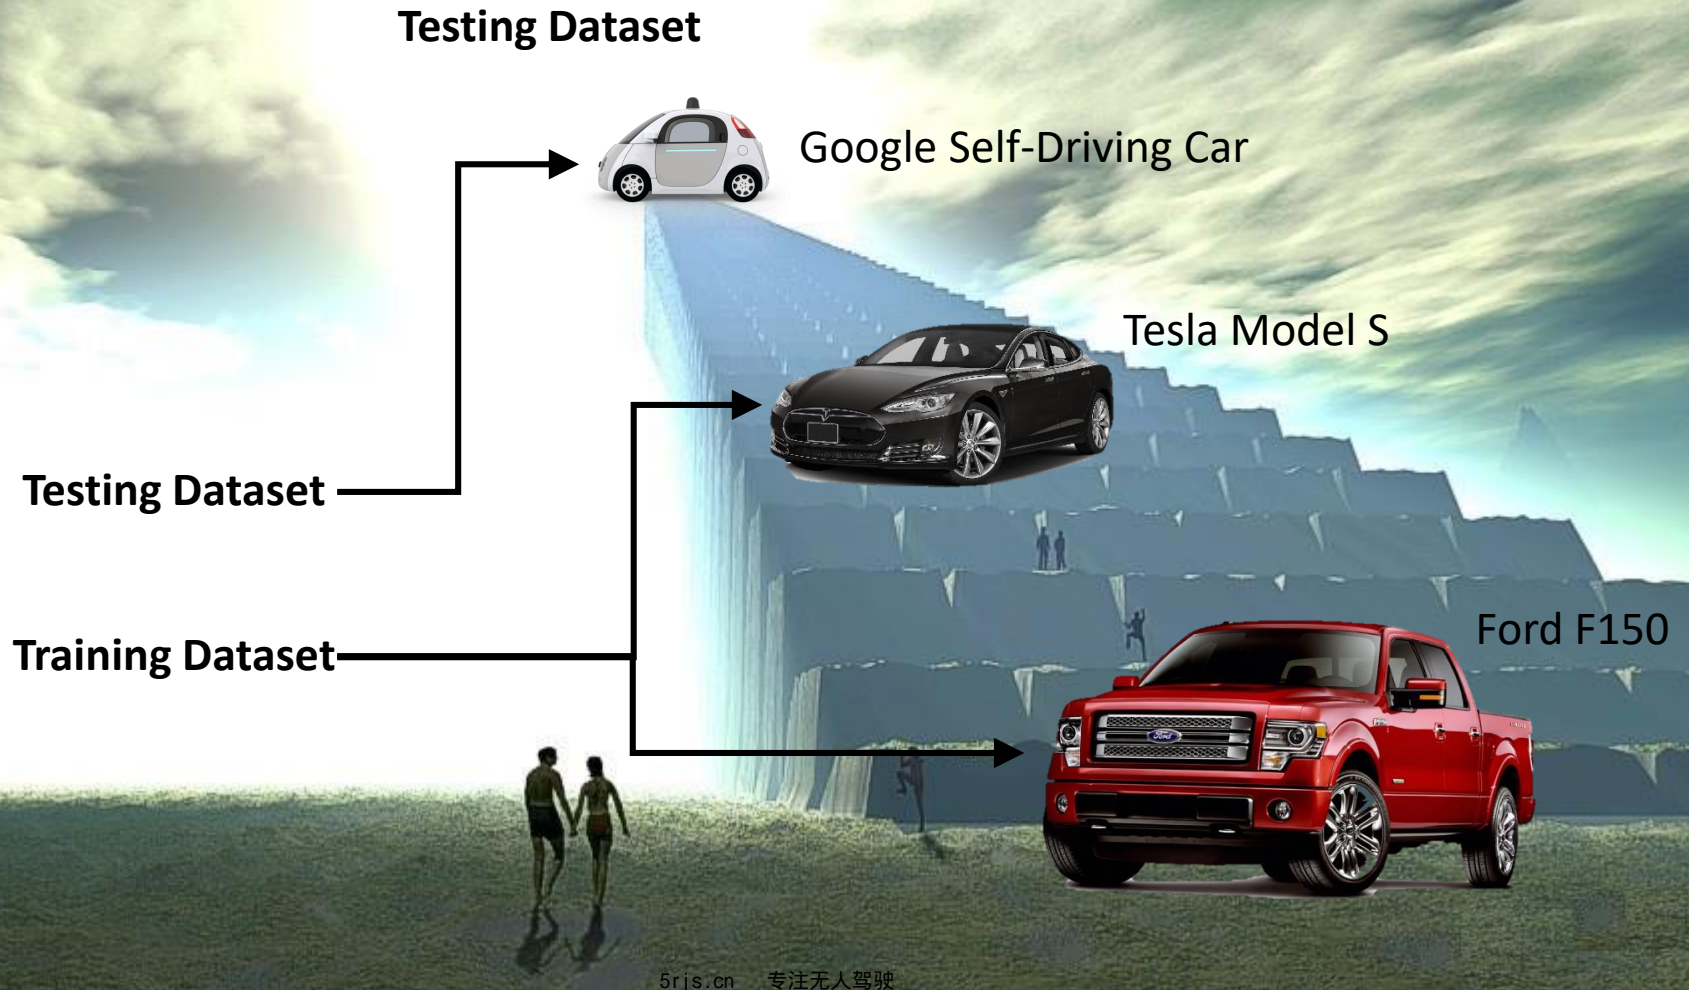 Testing Dataset
Google Self-Driving Car
Tesla Model S
Testing Dataset
Ford F150
Training Dataset
Ford
5rjs.cn 专注无人驾驶